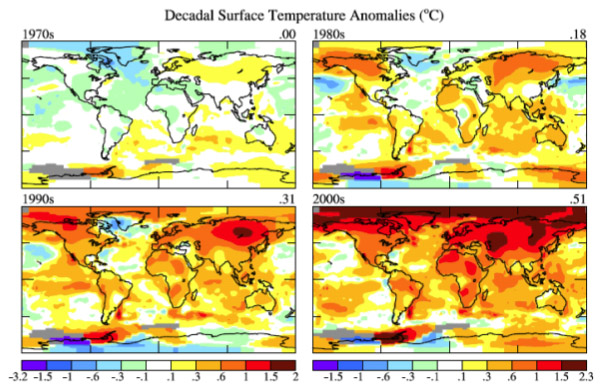 Decadal Surface Temperature Anomalies (°C)
1970s .00 1980s .18
1990s .31 2000s .51
-3.2 -1.5 -1 -.6 -.3 -.1 .1 .3 .6 1 1.5 2 -1.5 -1 -.6 -.3 -.1 .1 .3 .6 1 1.5 2.3